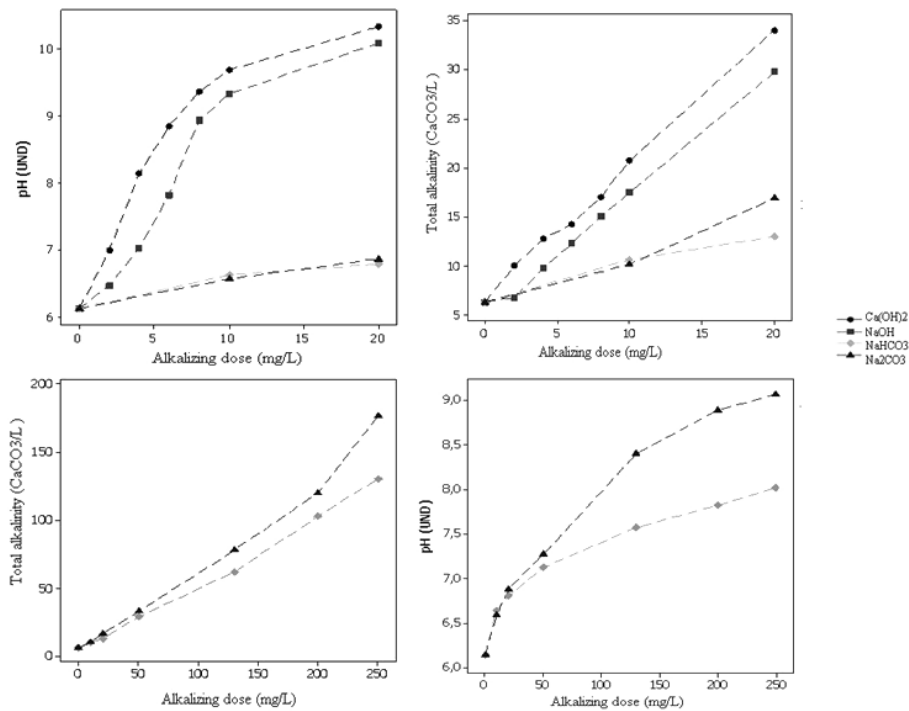 10
9
8
7
6
pH (UND)
0 5 10 15 20
Alkalizing dose (mg/L)
35
30
25
20
15
10
5
Total alkalinity (CaCO3/L)
0 5 10 15 20
Alkalizing dose (mg/L)
Ca(OH)2
NaOH
NaHCO3
Na2CO3
200
150
100
50
0
Total alkalinity (CaCO3/L)
0 50 100 150 200 250
Alkalizing dose (mg/L)
9,0
8,5
8,0
7,5
7,0
6,5
6,0
pH (UND)
0 50 100 150 200 250
Alkalizing dose (mg/L)